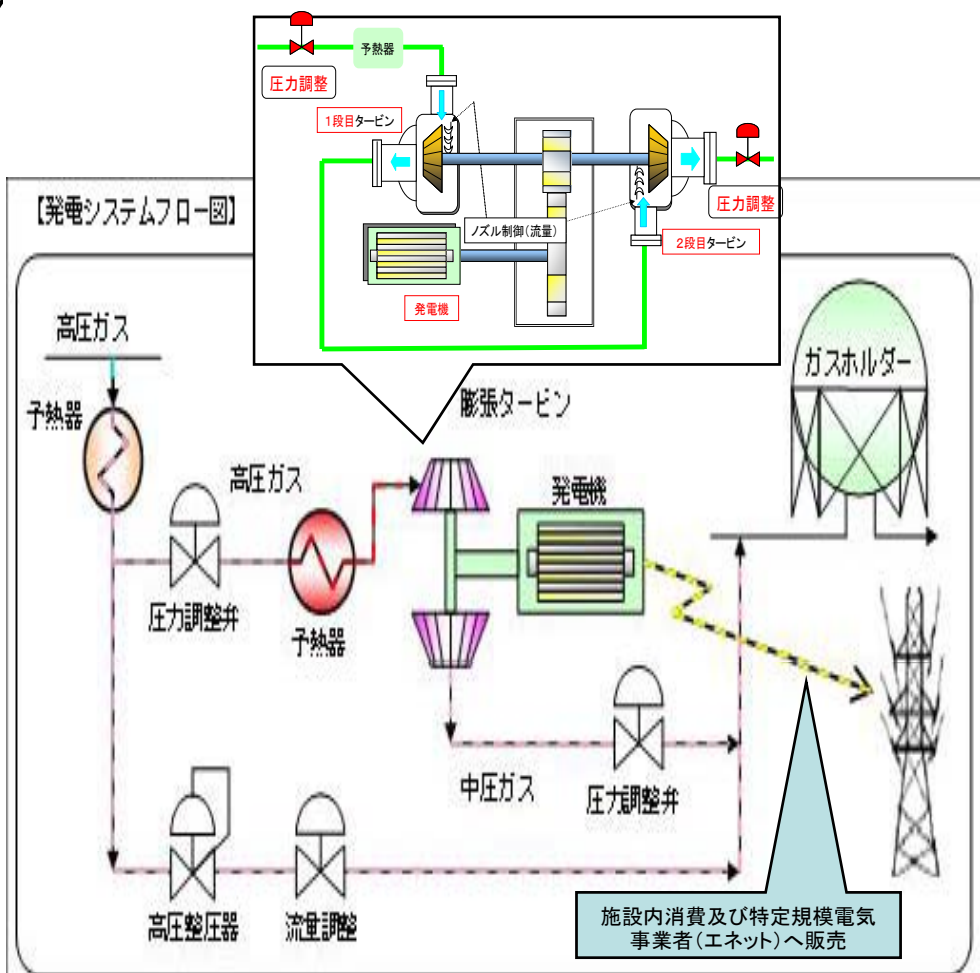 予熱器
圧力調整
1段目タービン
圧力調整
ノズル制御(流量)
2段目タービン
発電機
【発電システムフロー図】
高圧ガス
予熱器
高圧ガス
圧力調整弁
予熱器
膨張タービン
発電機
ガスホルダー
中圧ガス
圧力調整弁
高圧整圧器
流量調整
施設内消費及び特定規模電気
事業者(エネット)へ販売